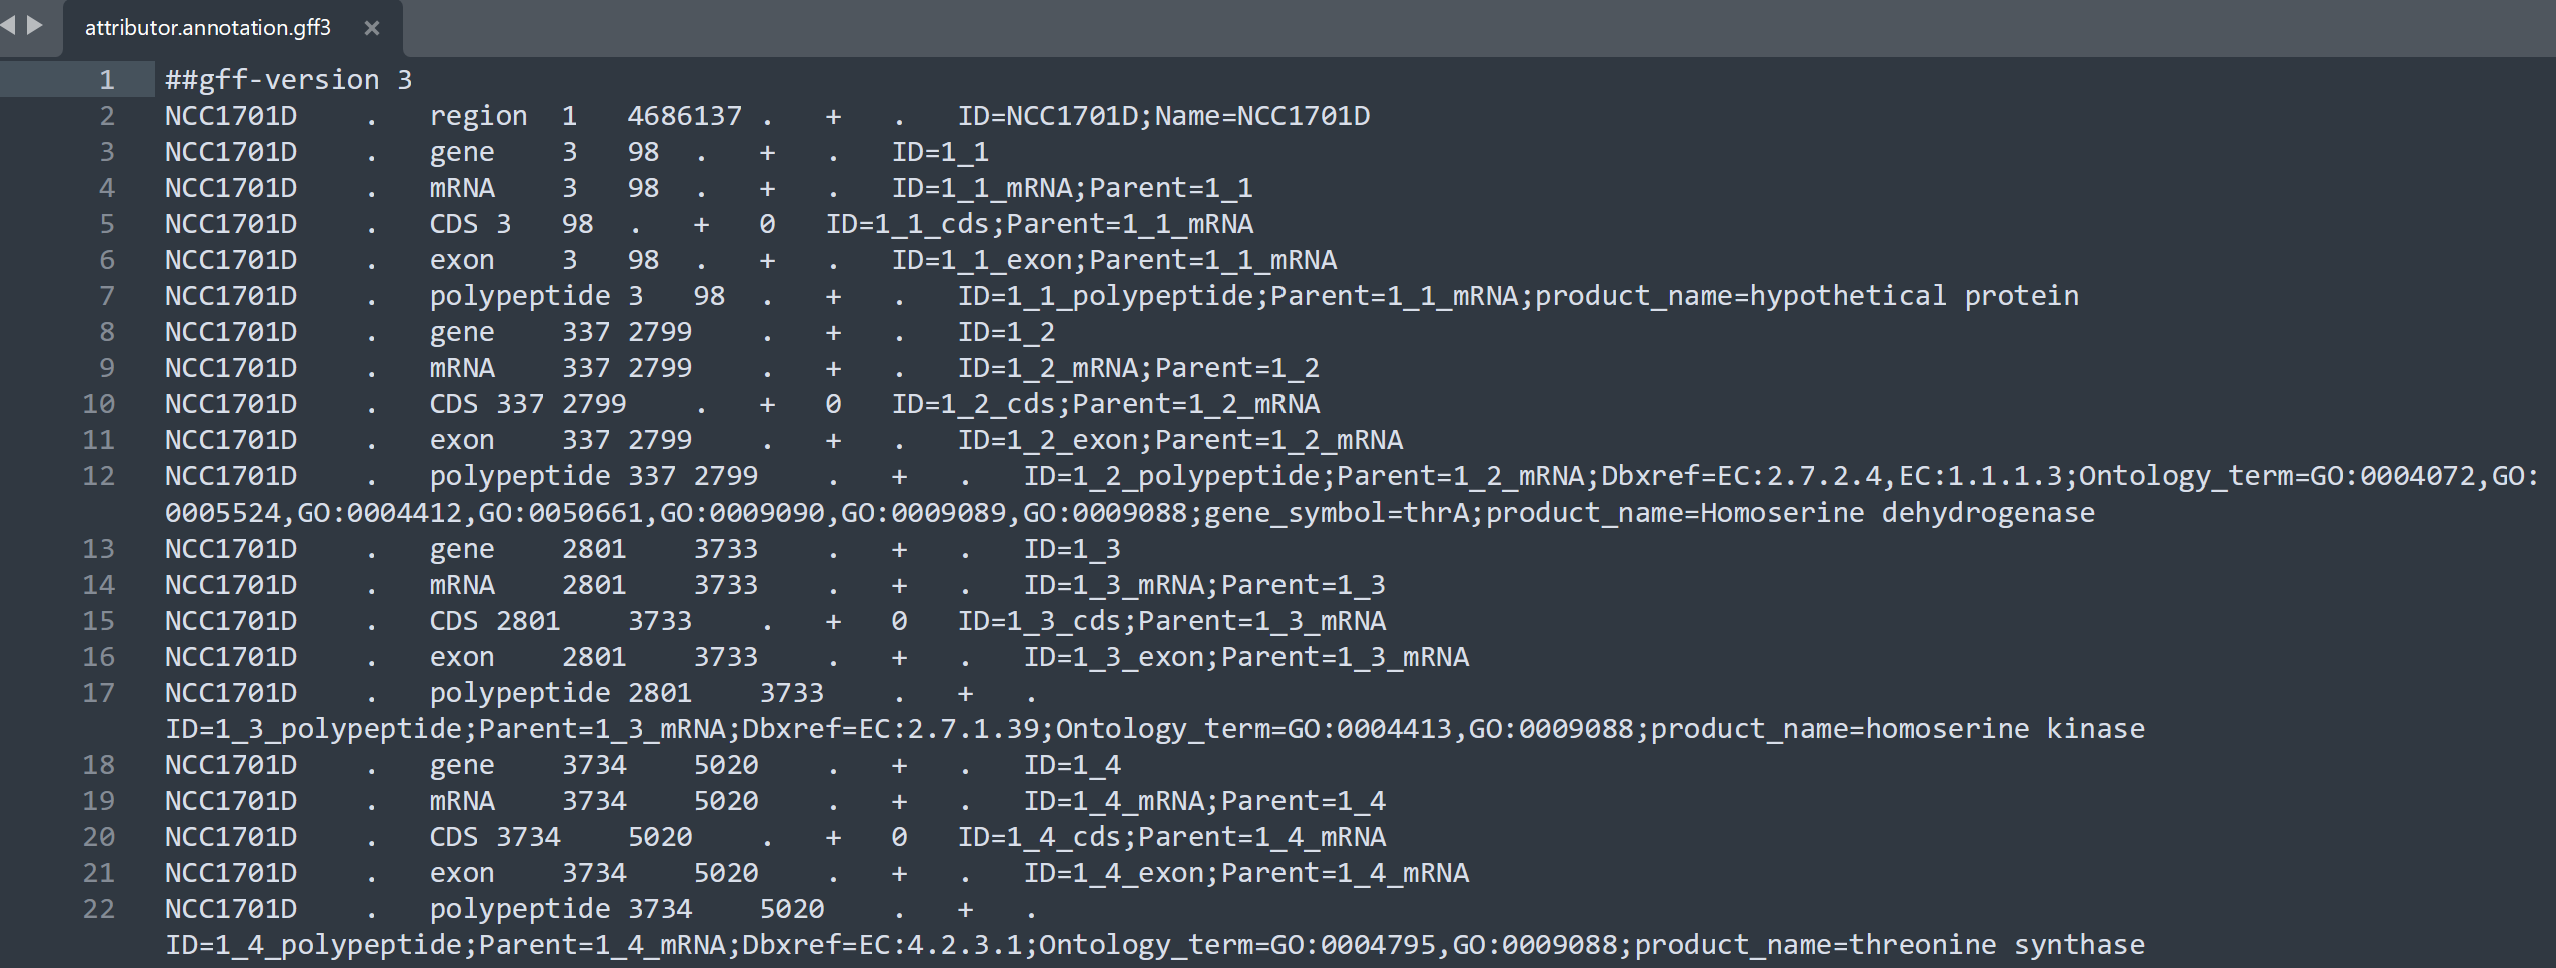 attributor.annotation.gff3 ×
1 ##gff-version 3
2 NCC1701D . region 1 4686137 . + . ID=NCC1701D;Name=NCC1701D
3 NCC1701D . gene 3 98 . + . ID=1_1
4 NCC1701D . mRNA 3 98 . + . ID=1_1_mRNA;Parent=1_1
5 NCC1701D . CDS 3 98 . + 0 ID=1_1_cds;Parent=1_1_mRNA
6 NCC1701D . exon 3 98 . + . ID=1_1_exon;Parent=1_1_mRNA
7 NCC1701D . polypeptide 3 98 . + . ID=1_1_polypeptide;Parent=1_1_mRNA;product_name=hypothetical protein
8 NCC1701D . gene 337 2799 . + . ID=1_2
9 NCC1701D . mRNA 337 2799 . + . ID=1_2_mRNA;Parent=1_2
10 NCC1701D . CDS 337 2799 . + 0 ID=1_2_cds;Parent=1_2_mRNA
11 NCC1701D . exon 337 2799 . + . ID=1_2_exon;Parent=1_2_mRNA
12 NCC1701D . polypeptide 337 2799 . + . ID=1_2_polypeptide;Parent=1_2_mRNA;Dbxref=EC:2.7.2.4,EC:1.1.1.3;Ontology_term=GO:0004072,GO:
0005524,GO:0004412,GO:0050661,GO:0009090,GO:0009089,GO:0009088;gene_symbol=thrA;product_name=Homoserine dehydrogenase
13 NCC1701D . gene 2801 3733 . + . ID=1_3
14 NCC1701D . mRNA 2801 3733 . + . ID=1_3_mRNA;Parent=1_3
15 NCC1701D . CDS 2801 3733 . + 0 ID=1_3_cds;Parent=1_3_mRNA
16 NCC1701D . exon 2801 3733 . + . ID=1_3_exon;Parent=1_3_mRNA
17 NCC1701D . polypeptide 2801 3733 . + .
ID=1_3_polypeptide;Parent=1_3_mRNA;Dbxref=EC:2.7.1.39;Ontology_term=GO:0004413,GO:0009088;product_name=homoserine kinase
18 NCC1701D . gene 3734 5020 . + . ID=1_4
19 NCC1701D . mRNA 3734 5020 . + . ID=1_4_mRNA;Parent=1_4
20 NCC1701D . CDS 3734 5020 . + 0 ID=1_4_cds;Parent=1_4_mRNA
21 NCC1701D . exon 3734 5020 . + . ID=1_4_exon;Parent=1_4_mRNA
22 NCC1701D . polypeptide 3734 5020 . + .
ID=1_4_polypeptide;Parent=1_4_mRNA;Dbxref=EC:4.2.3.1;Ontology_term=GO:0004795,GO:0009088;product_name=threonine synthase